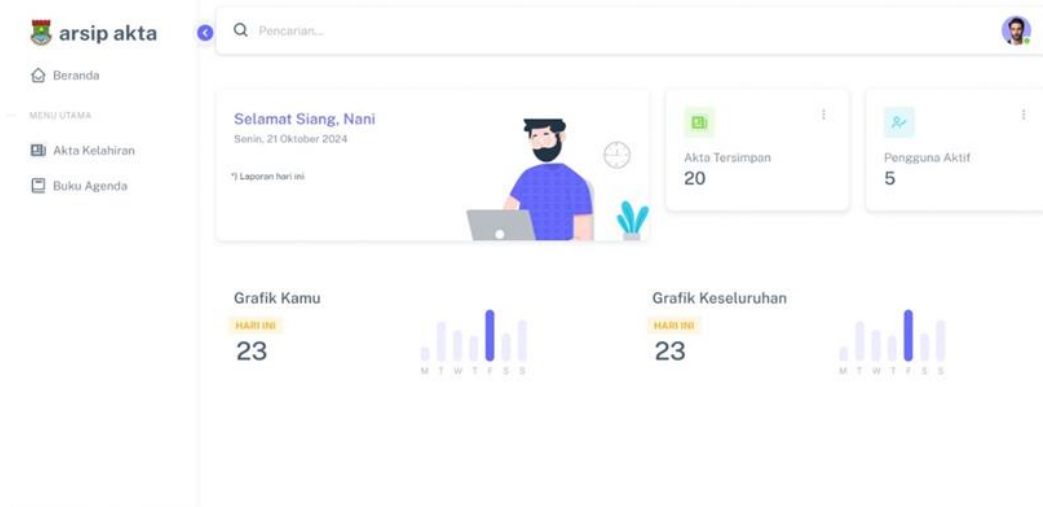 arsip akta
Pencarian...
Beranda
MENU UTAMA
Akta Kelahiran
Buku Agenda
Selamat Siang, Nani
Senin, 21 Oktober 2024
*) Laporan hari ini
Akta Tersimpan
20
Pengguna Aktif
5
Grafik Kamu
HARI INI
23
M T W T F S S
Grafik Keseluruhan
HARI INI
23
M T W T F S S